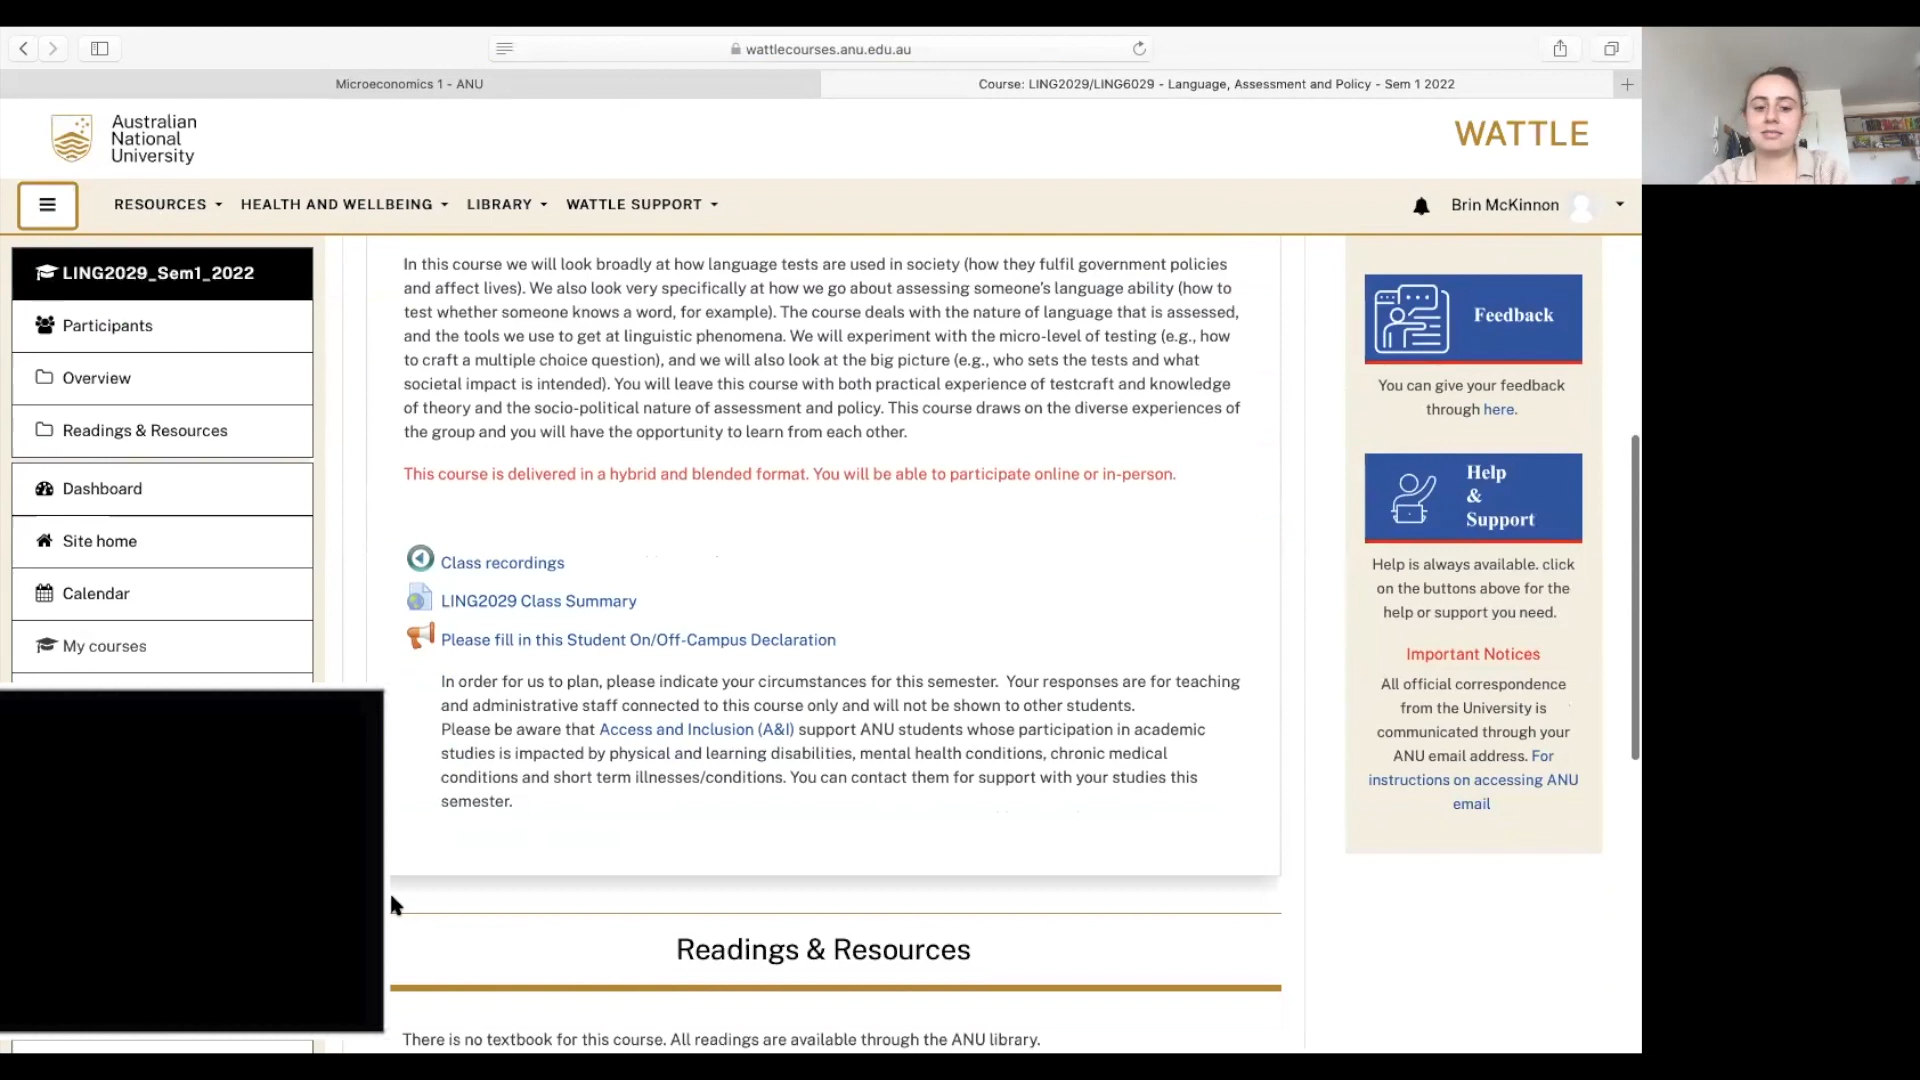 wattlecourses.anu.edu.au
Microeconomics 1 - ANU
Course: LING2029/LING6029 - Language, Assessment and Policy - Sem 1 2022
Australian
National
University
WATTLE
RESOURCES
HEALTH AND WELLBEING
LIBRARY
WATTLE SUPPORT
Brin McKinnon
LING2029_Sem1_2022
Participants
Overview
Readings & Resources
Dashboard
Site home
Calendar
My courses
In this course we will look broadly at how language tests are used in society (how they fulfil government policies
and affect lives). We also look very specifically at how we go about assessing someone's language ability (how to
test whether someone knows a word, for example). The course deals with the nature of language that is assessed,
and the tools we use to get at linguistic phenomena. We will experiment with the micro-level of testing (e.g., how
to craft a multiple choice question), and we will also look at the big picture (e.g., who sets the tests and what
societal impact is intended). You will leave this course with both practical experience of testcraft and knowledge
of theory and the socio-political nature of assessment and policy. This course draws on the diverse experiences of
the group and you will have the opportunity to learn from each other.
This course is delivered in a hybrid and blended format. You will be able to participate online or in-person.
Class recordings
LING2029 Class Summary
Please fill in this Student On/Off-Campus Declaration
In order for us to plan, please indicate your circumstances for this semester. Your responses are for teaching
and administrative staff connected to this course only and will not be shown to other students.
Please be aware that Access and Inclusion (A&I) support ANU students whose participation in academic
studies is impacted by physical and learning disabilities, mental health conditions, chronic medical
conditions and short term illnesses/conditions. You can contact them for support with your studies this
semester.
Readings & Resources
There is no textbook for this course. All readings are available through the ANU library.
Feedback
You can give your feedback
through here.
Help
&
Support
Help is always available. click
on the buttons above for the
help or support you need.
Important Notices
All official correspondence
from the University is
communicated through your
ANU email address. For
instructions on accessing ANU
email